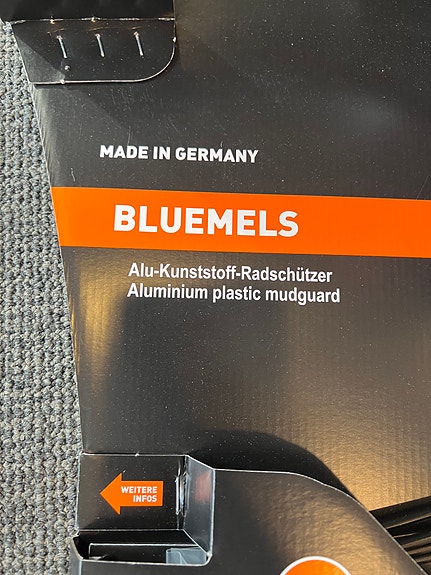 MADE IN GERMANY
BLUEMELS
Alu-Kunststoff-Radschützer
Aluminium plastic mudguard
WEITERE
INFOS